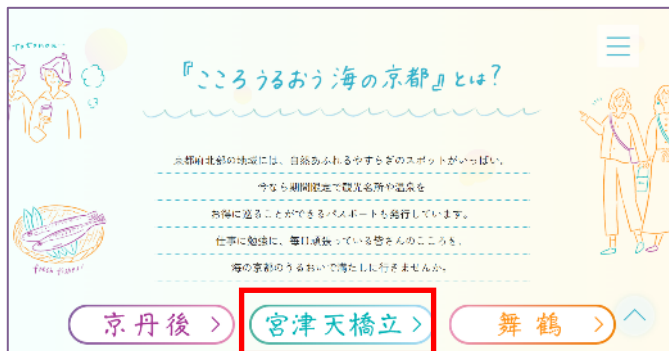 『こころうるおう海の京都』とは?
京都府北部の地域には、自然あふれるやすらぎのスポットがいっぱい。
今なら期間限定で観光名所や温泉を
お得に巡ることができるパスポートも発行しています。
仕事に勉強に、毎日頑張っている皆さんのこころを、
海の京都のうるおいで満たしに行きませんか。
fresh fishes!
京丹後 >
宮津天橋立 >
舞鶴 >